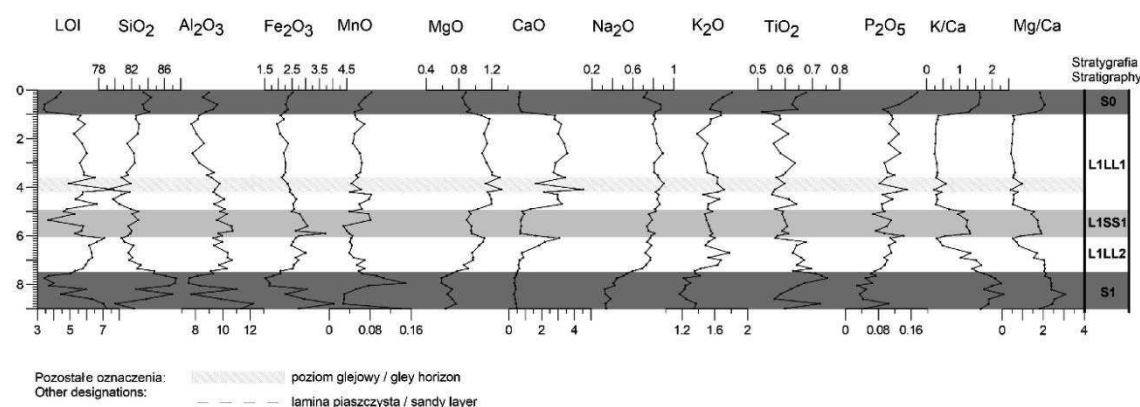 LOI SiO2 Al2O3 Fe2O3 MnO MgO CaO Na2O K2O TiO2 P2O5 K/Ca Mg/Ca
78 82 86 1.5 2.5 3.5 4.5 0.4 0.8 1.2 0.2 0.6 1 0.5 0.6 0.7 0.8 0 1 2
Stratygrafia
Stratigraphy
0
S0
2
L1LL1
4
L1SS1
6
L1LL2
8
S1
3 5 7 8 10 12 0 0.08 0.16 0 2 4 1.2 1.6 2 0 0.08 0.16 0 2 4
Pozostałe oznaczenia:
Other designations:
poziom glejowy / gley horizon
lamina piaszczysta / sandy layer